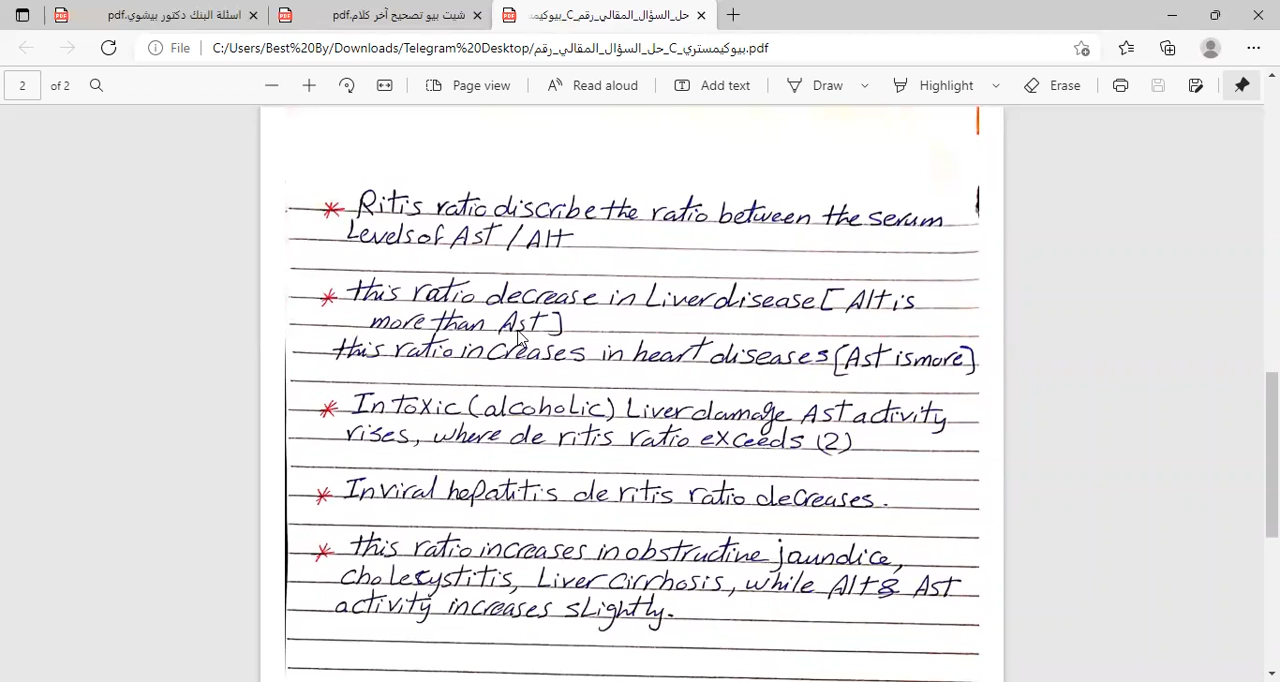 اسئلة البنك دكتور بيشوي.pdf
شيت بيو تصحيح آخر كلام.pdf
حل_السؤال_المقالي_رقم_C_بيوكيم
File
C:/Users/Best%20By/Downloads/Telegram%20Desktop/حل_السؤال_المقالي_رقم_C_بيوكيمستري.pdf
2 of 2
Page view
Read aloud
Add text
Draw
Highlight
Erase
* Ritis ratio discribe the ratio between the serum
Levels of Ast / Alt
* this ratio decrease in Liver disease [ Alt is
more than Ast]
this ratio increases in heart diseases [Ast is more]
* In toxic (alcoholic) Liver damage Ast activity
rises, where de ritis ratio exceeds (2)
* In viral hepatitis de ritis ratio decreases.
* this ratio increases in obstructine jaundice,
cholecystitis, Liver cirrhosis, while Alt & Ast
activity increases slightly.